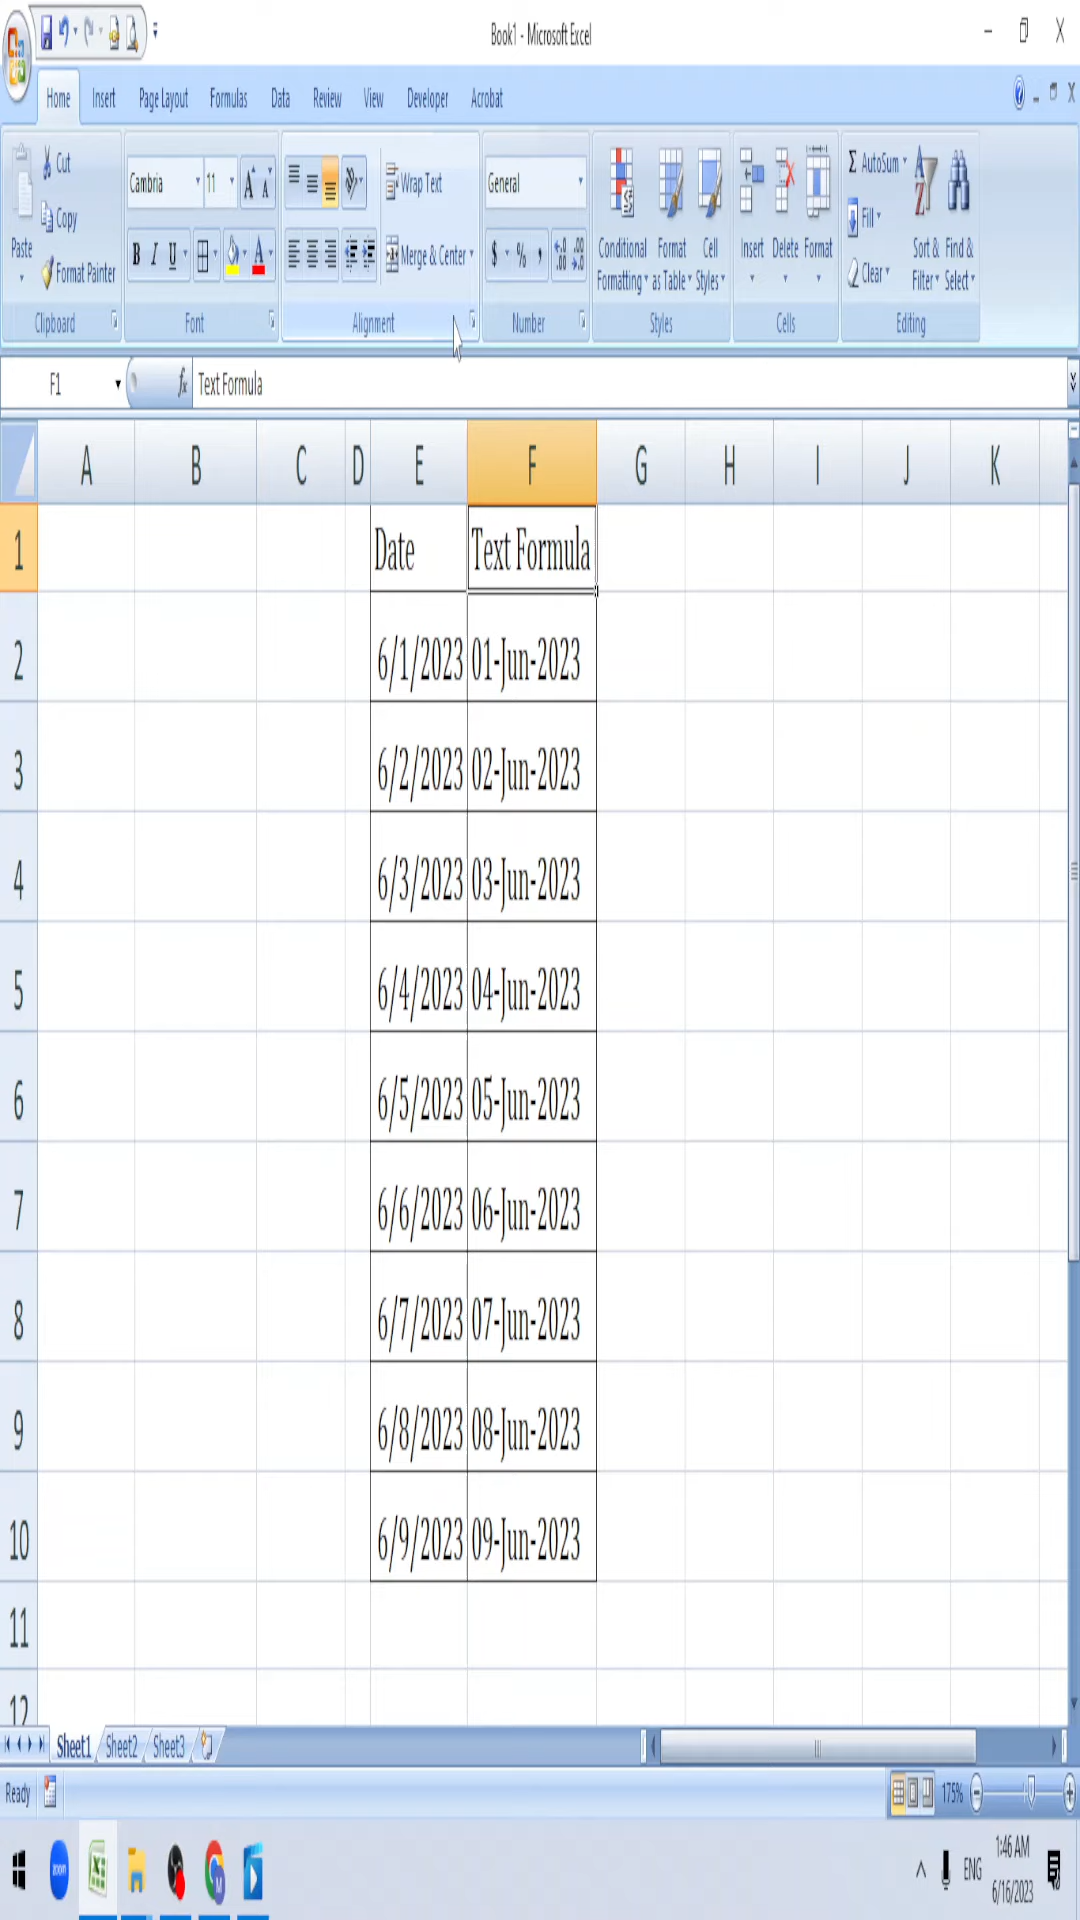 Book1 - Microsoft Excel
Home Insert Page Layout Formulas Data Review View Developer Acrobat
Paste Cut Copy Format Painter
Clipboard
Cambria 11
B I U
Font
Wrap Text
Merge & Center
Alignment
General
$ % ,
Number
Conditional Formatting Format as Table Cell Styles
Styles
Insert Delete Format
Cells
Σ AutoSum Fill Clear Sort & Filter Find & Select
Editing
F1 fx Text Formula
A B C D E F G H I J K
1 Date Text Formula
2 6/1/2023 01-Jun-2023
3 6/2/2023 02-Jun-2023
4 6/3/2023 03-Jun-2023
5 6/4/2023 04-Jun-2023
6 6/5/2023 05-Jun-2023
7 6/6/2023 06-Jun-2023
8 6/7/2023 07-Jun-2023
9 6/8/2023 08-Jun-2023
10 6/9/2023 09-Jun-2023
11
12
Sheet1 Sheet2 Sheet3
Ready 175%
zoom ENG 1:46 AM
6/16/2023